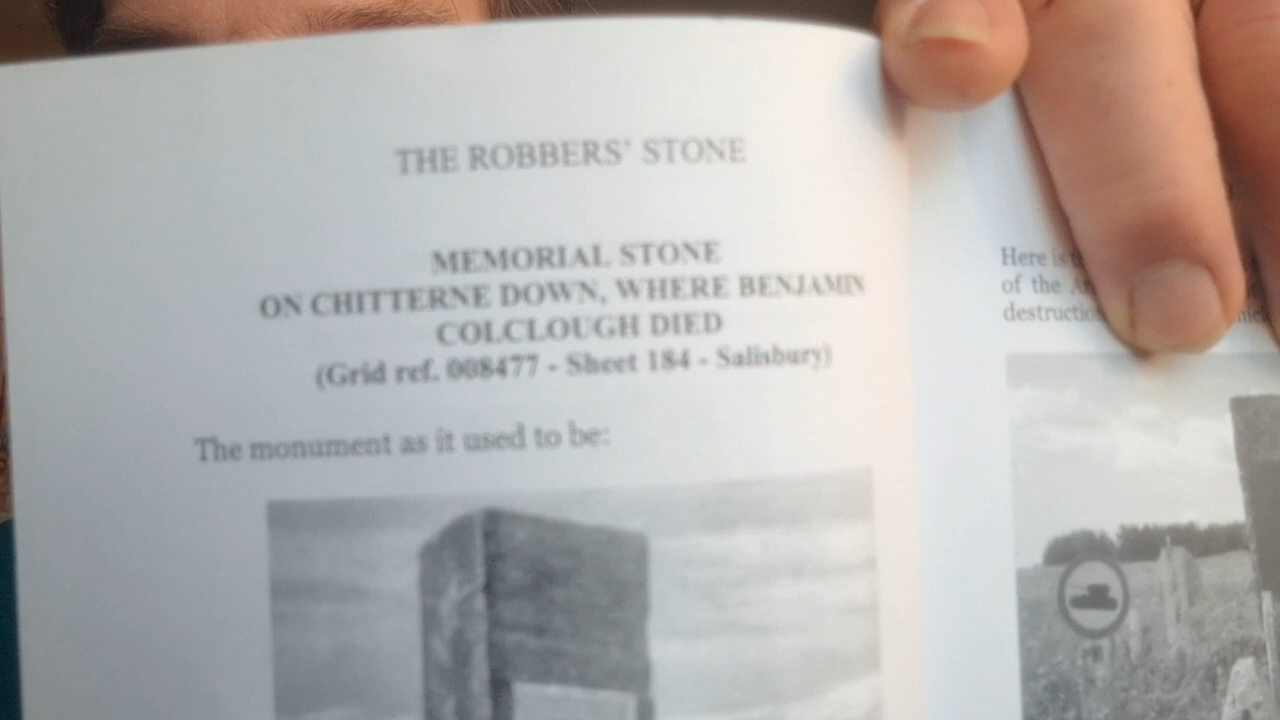 THE ROBBERS' STONE
MEMORIAL STONE
ON CHITTERNE DOWN, WHERE BENJAMIN
COLCLOUGH DIED
(Grid ref. 008477 - Sheet 184 - Salisbury)
The monument as it used to be:
Here is
of the
destruction